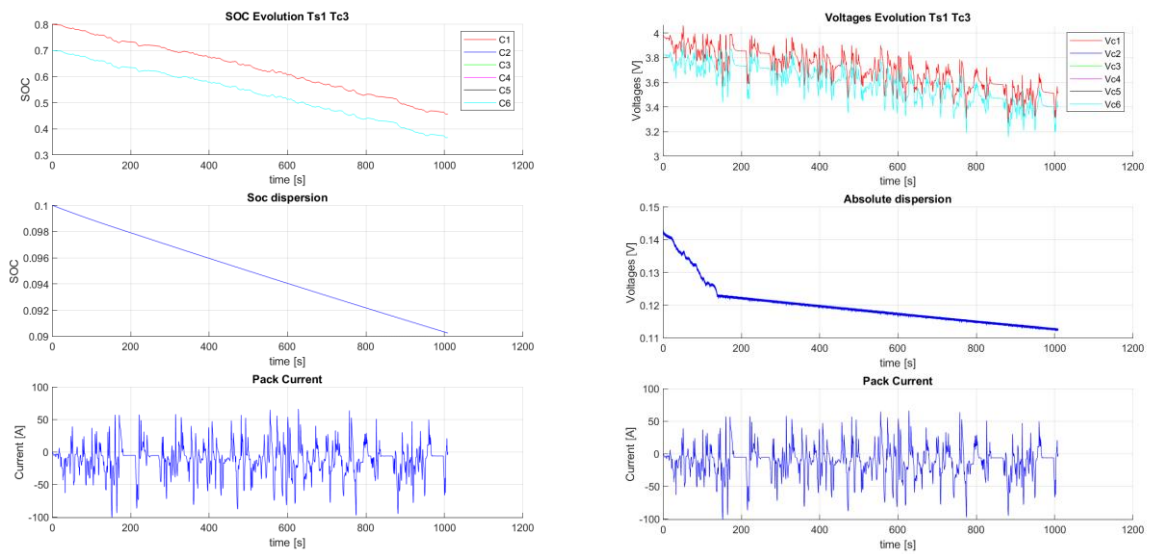 SOC Evolution Ts1 Tc3
SOC
0.8
0.7
0.6
0.5
0.4
0.3
C1
C2
C3
C4
C5
C6
0 200 400 600 800 1000 1200
time [s]
Soc dispersion
SOC
0.1
0.098
0.096
0.094
0.092
0.09
0 200 400 600 800 1000 1200
time [s]
Pack Current
Current [A]
100
50
0
-50
-100
0 200 400 600 800 1000 1200
time [s]
Voltages Evolution Ts1 Tc3
Voltages [V]
4
3.8
3.6
3.4
3.2
3
Vc1
Vc2
Vc3
Vc4
Vc5
Vc6
0 200 400 600 800 1000 1200
time [s]
Absolute dispersion
Voltages [V]
0.15
0.14
0.13
0.12
0.11
0 200 400 600 800 1000 1200
time [s]
Pack Current
Current [A]
100
50
0
-50
-100
0 200 400 600 800 1000 1200
time [s]